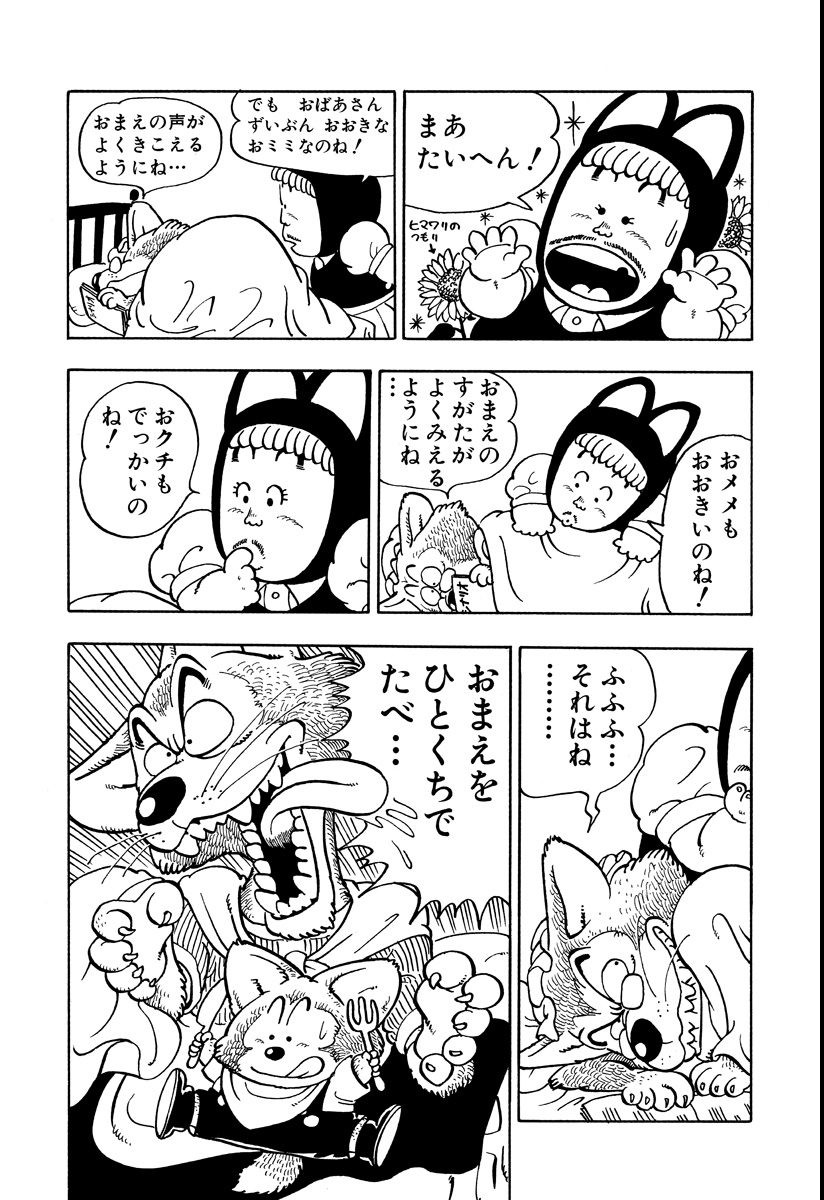 まあ
たいへん！
ヒマワリの
つもり
でも　おばあさん
ずいぶん　おおきな
おミミなのね！
おまえの声が
よくきこえる
ようにね…
おメメも
おおきいのね！
おまえの
すがたが
よくみえる
ようにね
…
おクチも
でっかいの
ね！
ふふふ…
それはね
………
おまえを
ひとくちで
たべ…